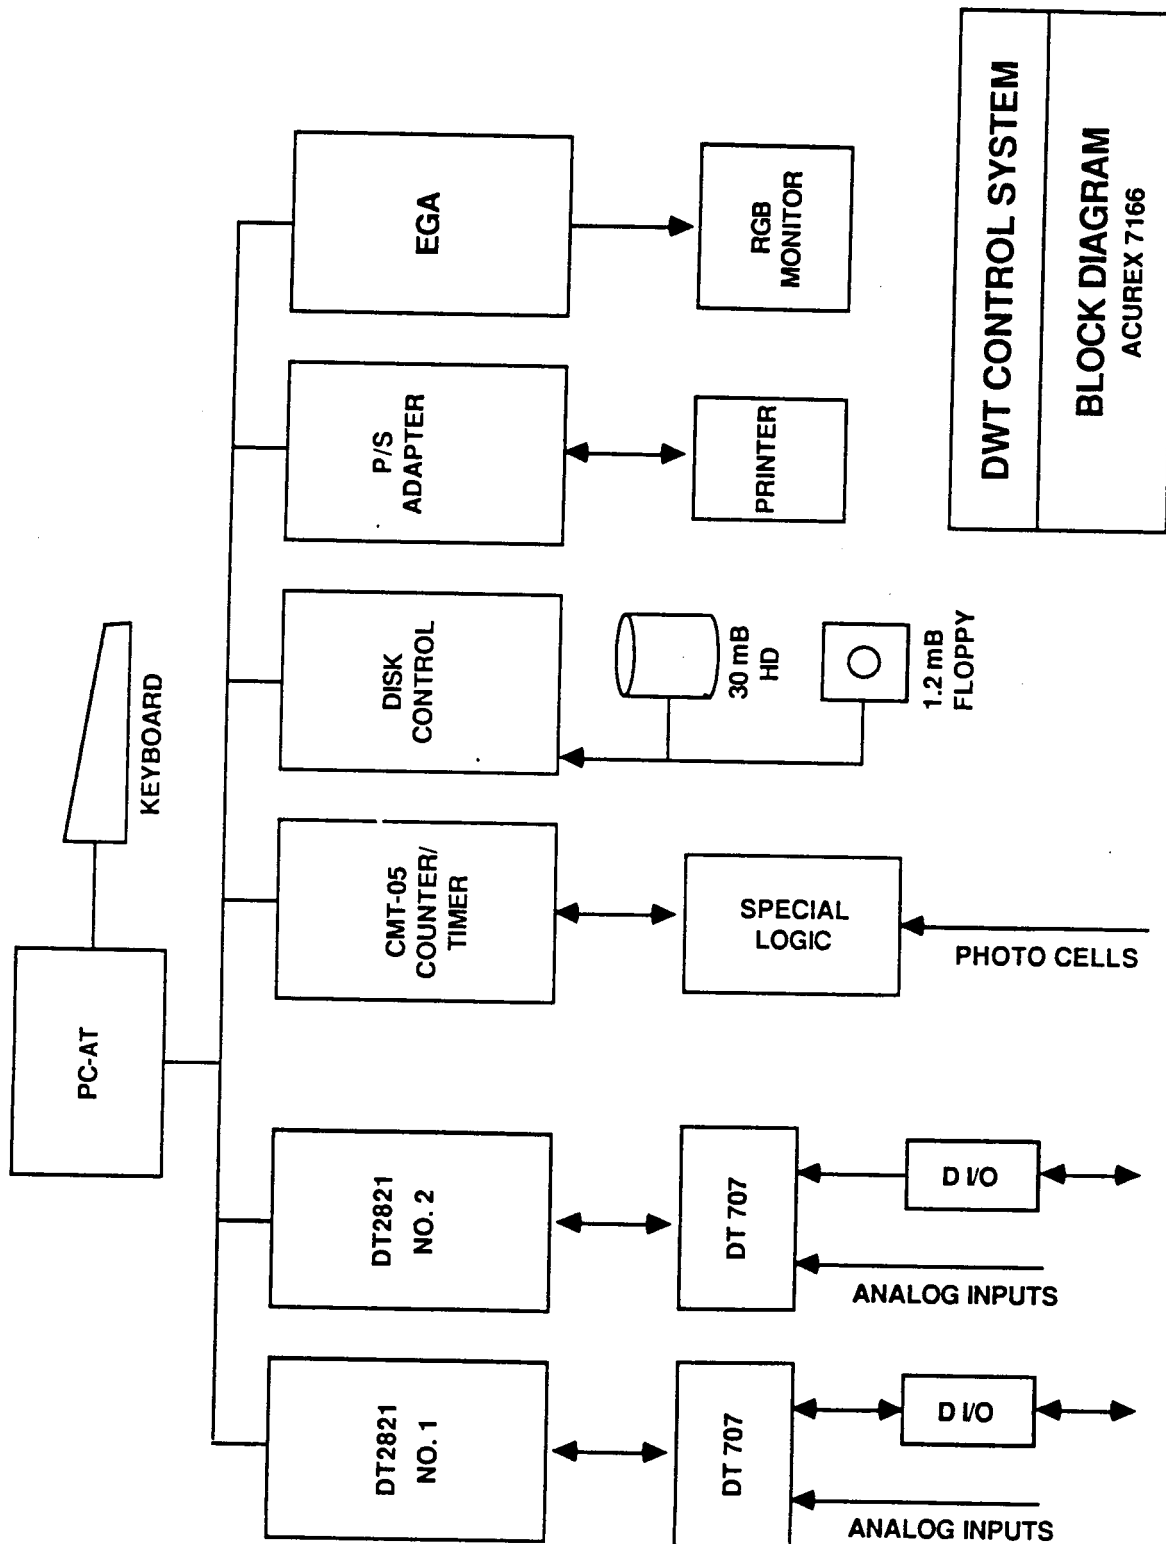 KEYBOARD
PC-AT
DT2821
NO. 1
DT2821
NO. 2
CMT-05
COUNTER/
TIMER
DISK
CONTROL
P/S
ADAPTER
EGA
DT 707
DT 707
SPECIAL
LOGIC
30 mB
HD
1.2 mB
FLOPPY
PRINTER
RGB
MONITOR
D I/O
ANALOG INPUTS
D I/O
ANALOG INPUTS
PHOTO CELLS
DWT CONTROL SYSTEM
BLOCK DIAGRAM
ACUREX 7166